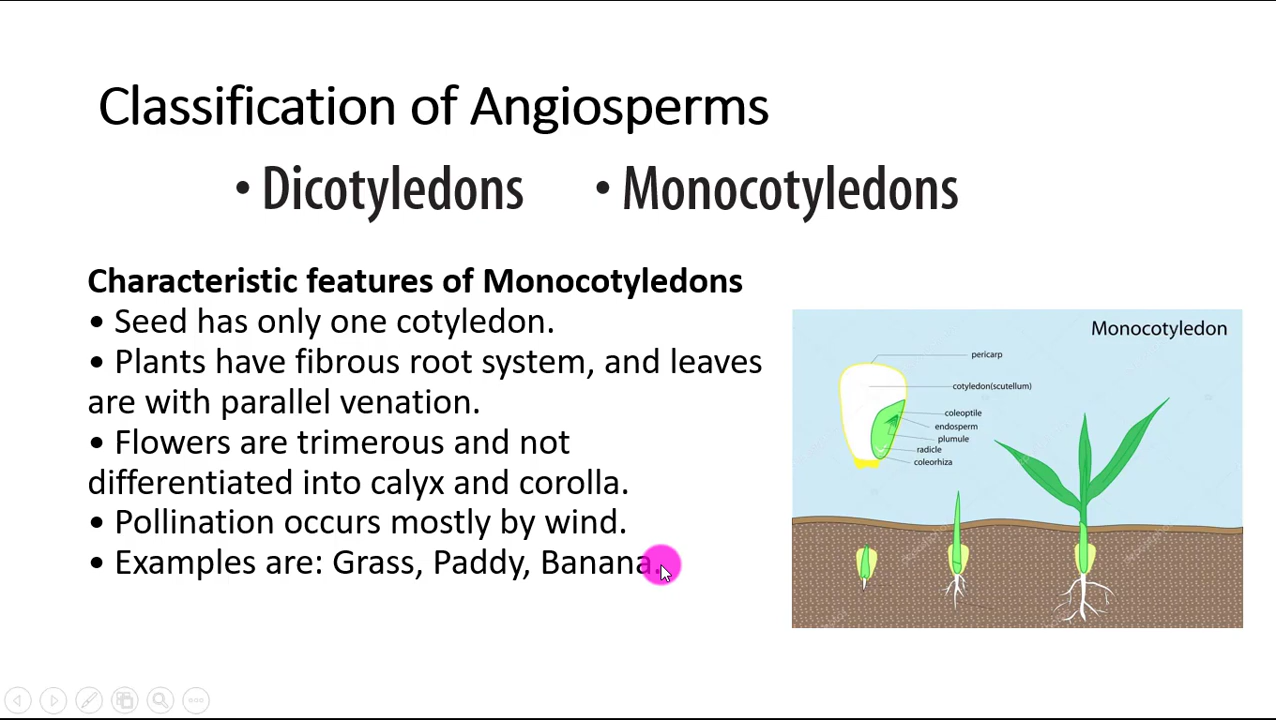 Classification of Angiosperms
• Dicotyledons • Monocotyledons
Characteristic features of Monocotyledons
• Seed has only one cotyledon.
• Plants have fibrous root system, and leaves
are with parallel venation.
• Flowers are trimerous and not
differentiated into calyx and corolla.
• Pollination occurs mostly by wind.
• Examples are: Grass, Paddy, Banana.
Monocotyledon
pericarp
cotyledon(scutellum)
coleoptile
endosperm
plumule
radicle
coleorhiza